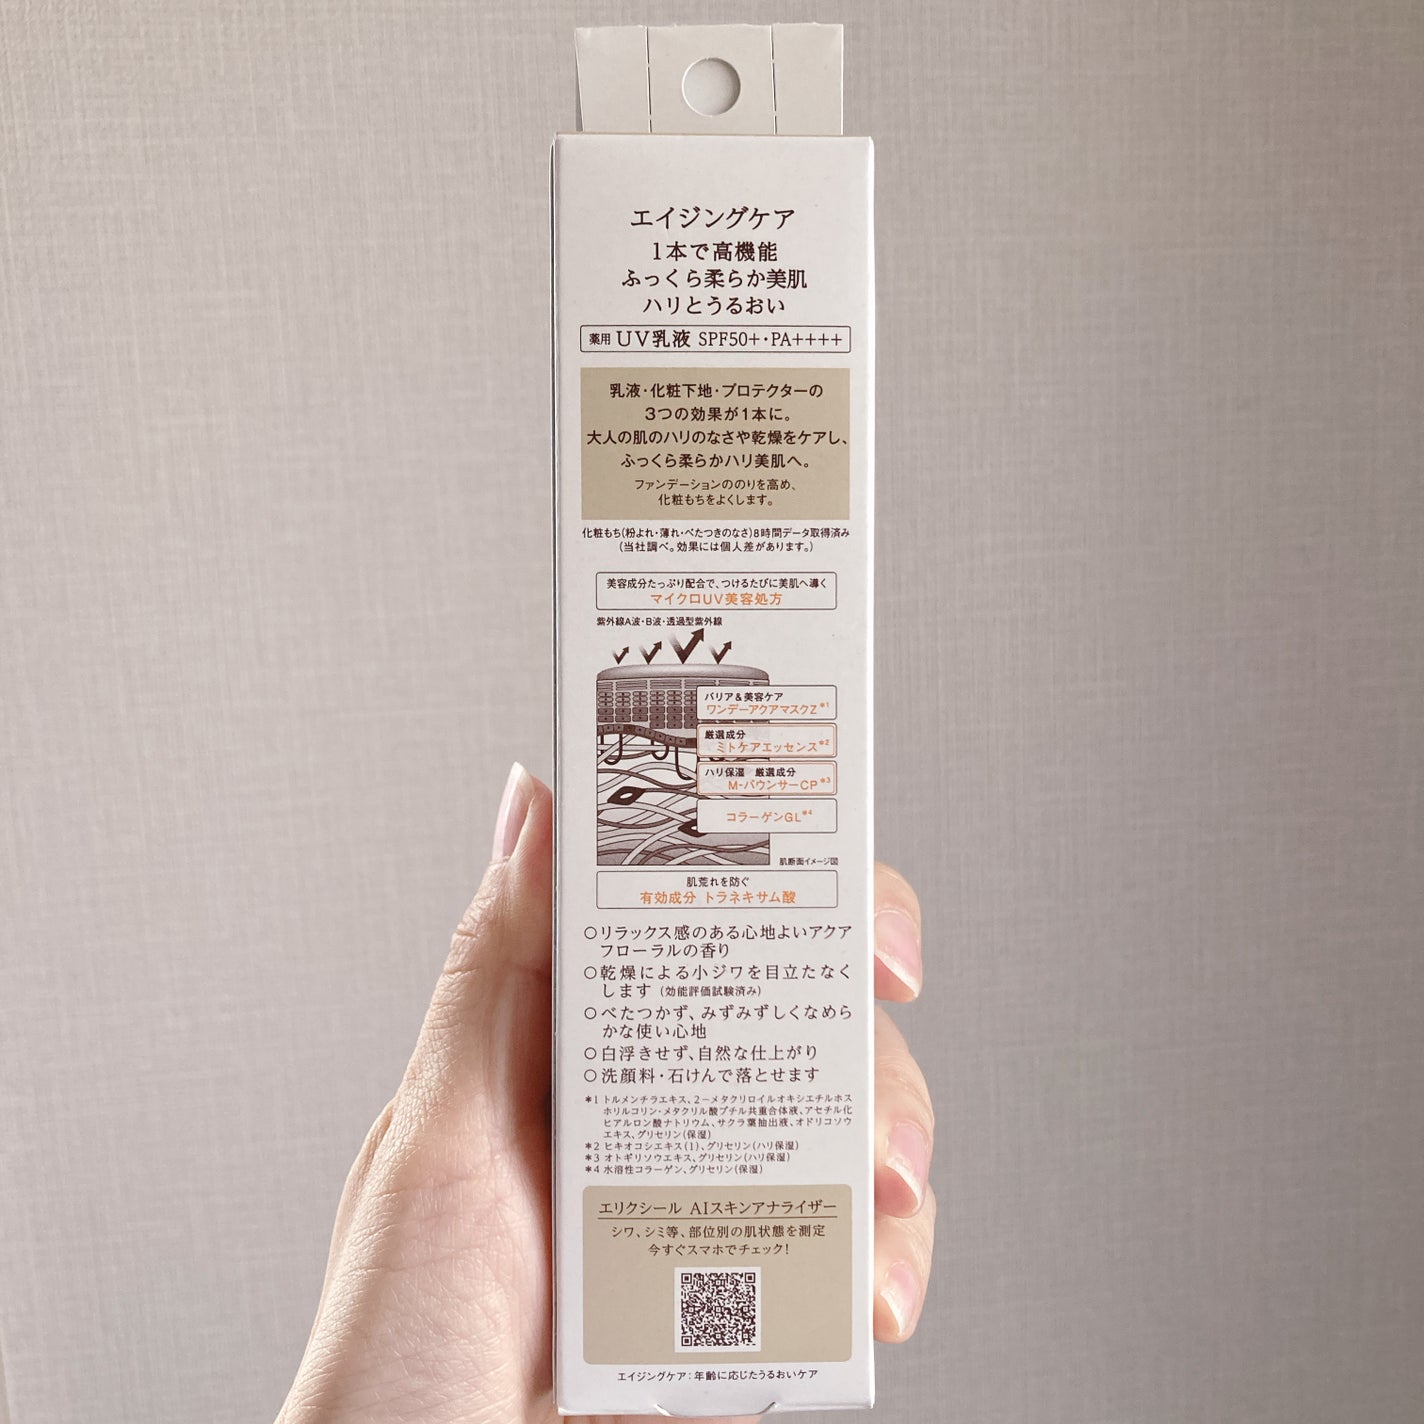 エイジングケア
1本で高機能
ふっくら柔らか美肌
ハリとうるおい
薬用 UV乳液 SPF50+・PA++++
乳液・化粧下地・プロテクターの
3つの効果が1本に。
大人の肌のハリのなさや乾燥をケアし、
ふっくら柔らかハリ美肌へ。
ファンデーションののりを高め、
化粧もちをよくします。
化粧もち(粉よれ・薄れ・べたつきのなさ)8時間データ取得済み
(当社調べ。効果には個人差があります。)
美容成分たっぷり配合で、つけるたびに美肌へ導く
マイクロUV美容処方
紫外線A波・B波・透過型紫外線
バリア&美容ケア
ワンデーアクアマスクZ*1
厳選成分
ミトケアエッセンス*2
ハリ保湿 厳選成分
M-バウンサーCP*3
コラーゲンGL*4
肌断面イメージ図
肌荒れを防ぐ
有効成分 トラネキサム酸
○リラックス感のある心地よいアクア
フローラルの香り
○乾燥による小ジワを目立たなく
します (効能評価試験済み)
○べたつかず、みずみずしくなめら
かな使い心地
○白浮きせず、自然な仕上がり
○洗顔料・石けんで落とせます
*1 トルメンチラエキス、2-メタクリロイルオキシエチルホス
ホリルコリン・メタクリル酸ブチル共重合体液、アセチル化
ヒアルロン酸ナトリウム、サクラ葉抽出液、オドリコソウ
エキス、グリセリン(保湿)
*2 ヒキオコシエキス(1)、グリセリン(ハリ保湿)
*3 オトギリソウエキス、グリセリン(ハリ保湿)
*4 水溶性コラーゲン、グリセリン(保湿)
エリクシール AIスキンアナライザー
シワ、シミ等、部位別の肌状態を測定
今すぐスマホでチェック!
エイジングケア:年齢に応じたうるおいケア